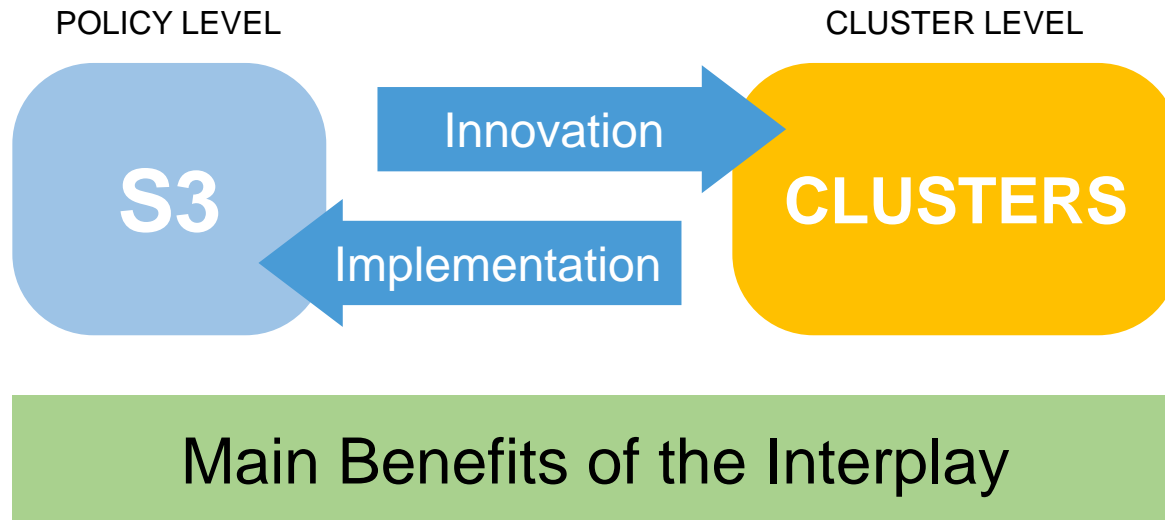 POLICY LEVEL
CLUSTER LEVEL
S3
Innovation
Implementation
CLUSTERS
Main Benefits of the Interplay